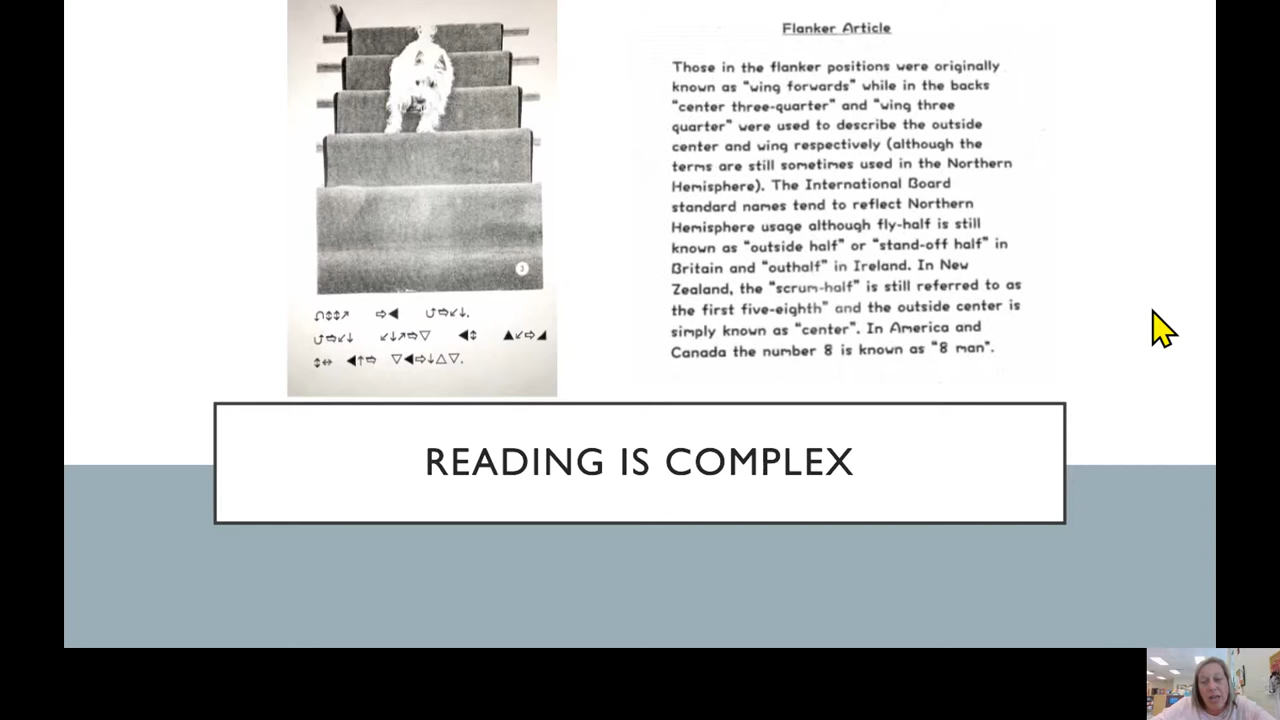 3
∩⇕⇕↗ ⇨◀ ⮍⇨↙↓.
⮍⇨↙↓ ↙↓↗⇨▽ ◀⇕ ▲↙⇨◢
⇕⇔ ◀↑⇨ ▽◀⇨↓△▽.
Flanker Article
Those in the flanker positions were originally
known as "wing forwards" while in the backs
"center three-quarter" and "wing three
quarter" were used to describe the outside
center and wing respectively (although the
terms are still sometimes used in the Northern
Hemisphere). The International Board
standard names tend to reflect Northern
Hemisphere usage although fly-half is still
known as "outside half" or "stand-off half" in
Britain and "outhalf" in Ireland. In New
Zealand, the "scrum-half" is still referred to as
the first five-eighth" and the outside center is
simply known as "center". In America and
Canada the number 8 is known as "8 man".
READING IS COMPLEX